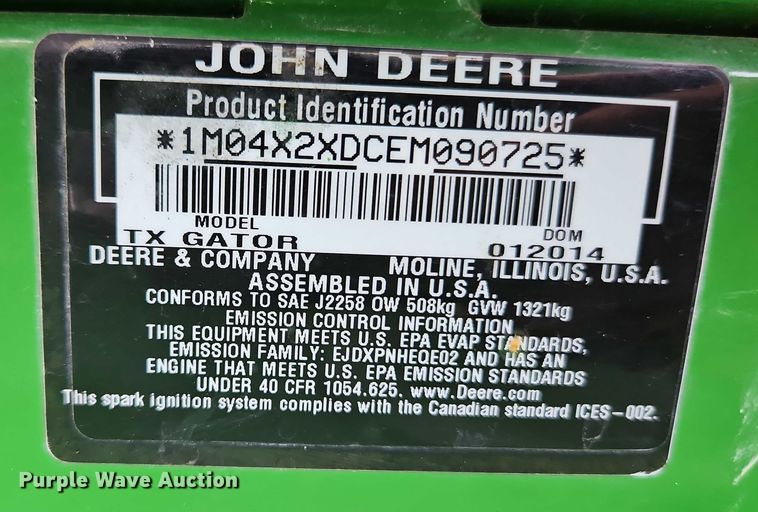 JOHN DEERE
Product Identification Number
*1M04X2XDCEM090725*
MODEL DOM
TX GATOR 012014
DEERE & COMPANY MOLINE, ILLINOIS, U.S.A.
ASSEMBLED IN U.S.A.
CONFORMS TO SAE J2258 OW 508kg GVW 1321kg
EMISSION CONTROL INFORMATION
THIS EQUIPMENT MEETS U.S. EPA EVAP STANDARDS,
EMISSION FAMILY: EJDXPNHEQE02 AND HAS AN
ENGINE THAT MEETS U.S. EPA EMISSION STANDARDS
UNDER 40 CFR 1054.625. www.Deere.com
This spark ignition system complies with the Canadian standard ICES-002.
Purple Wave Auction